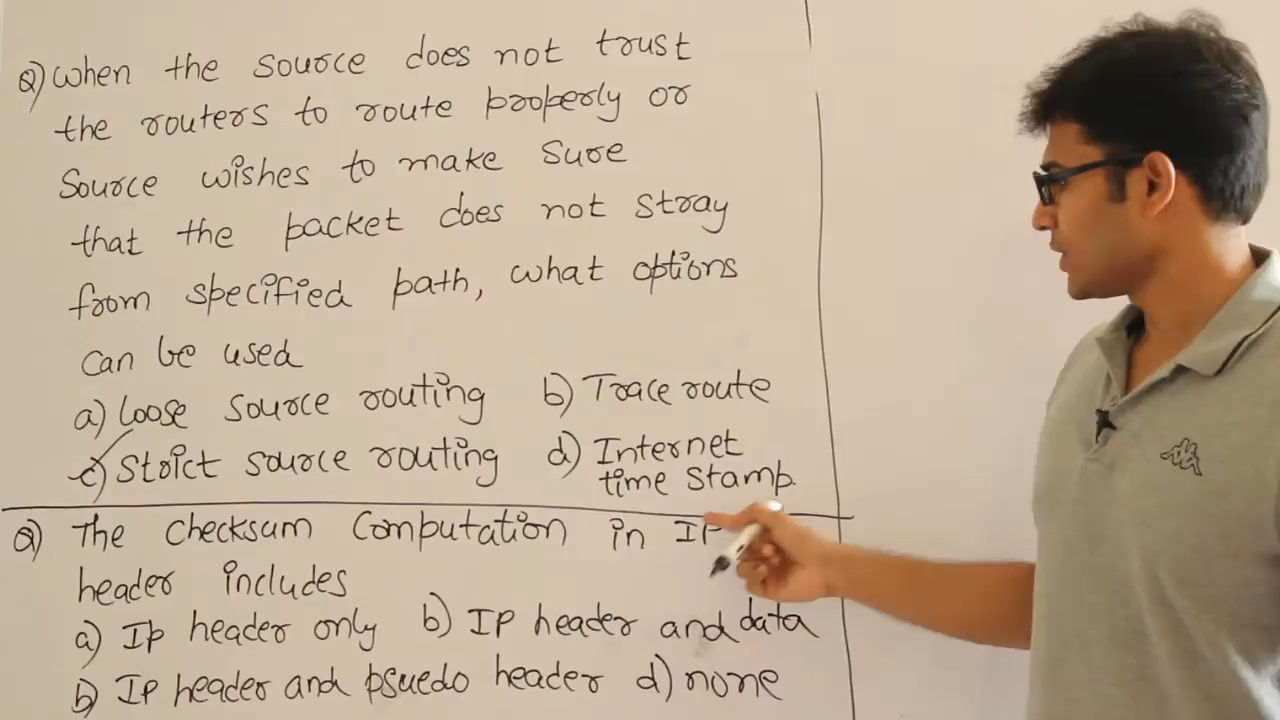 Q) When the source does not trust
the routers to route properly or
Source wishes to make sure
that the packet does not stray
from specified path, what options
can be used
a) Loose source routing b) Trace route
c) Strict source routing d) Internet
time stamp.
Q) The checksum Computation in IP
header includes
a) IP header only b) IP header and data
b) IP header and psuedo header d) none